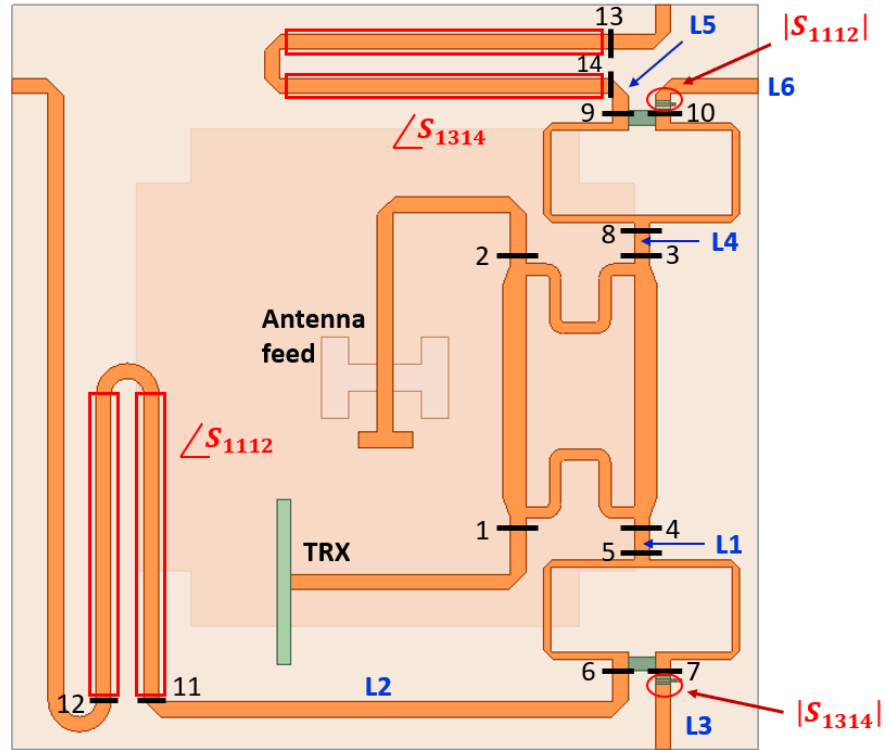 13
L5
|S₁₁₁₂|
14
L6
9
10
∠S₁₃₁₄
8
L4
2
3
Antenna
feed
∠S₁₁₁₂
1
4
TRX
L1
5
12
11
L2
6
7
|S₁₃₁₄|
L3